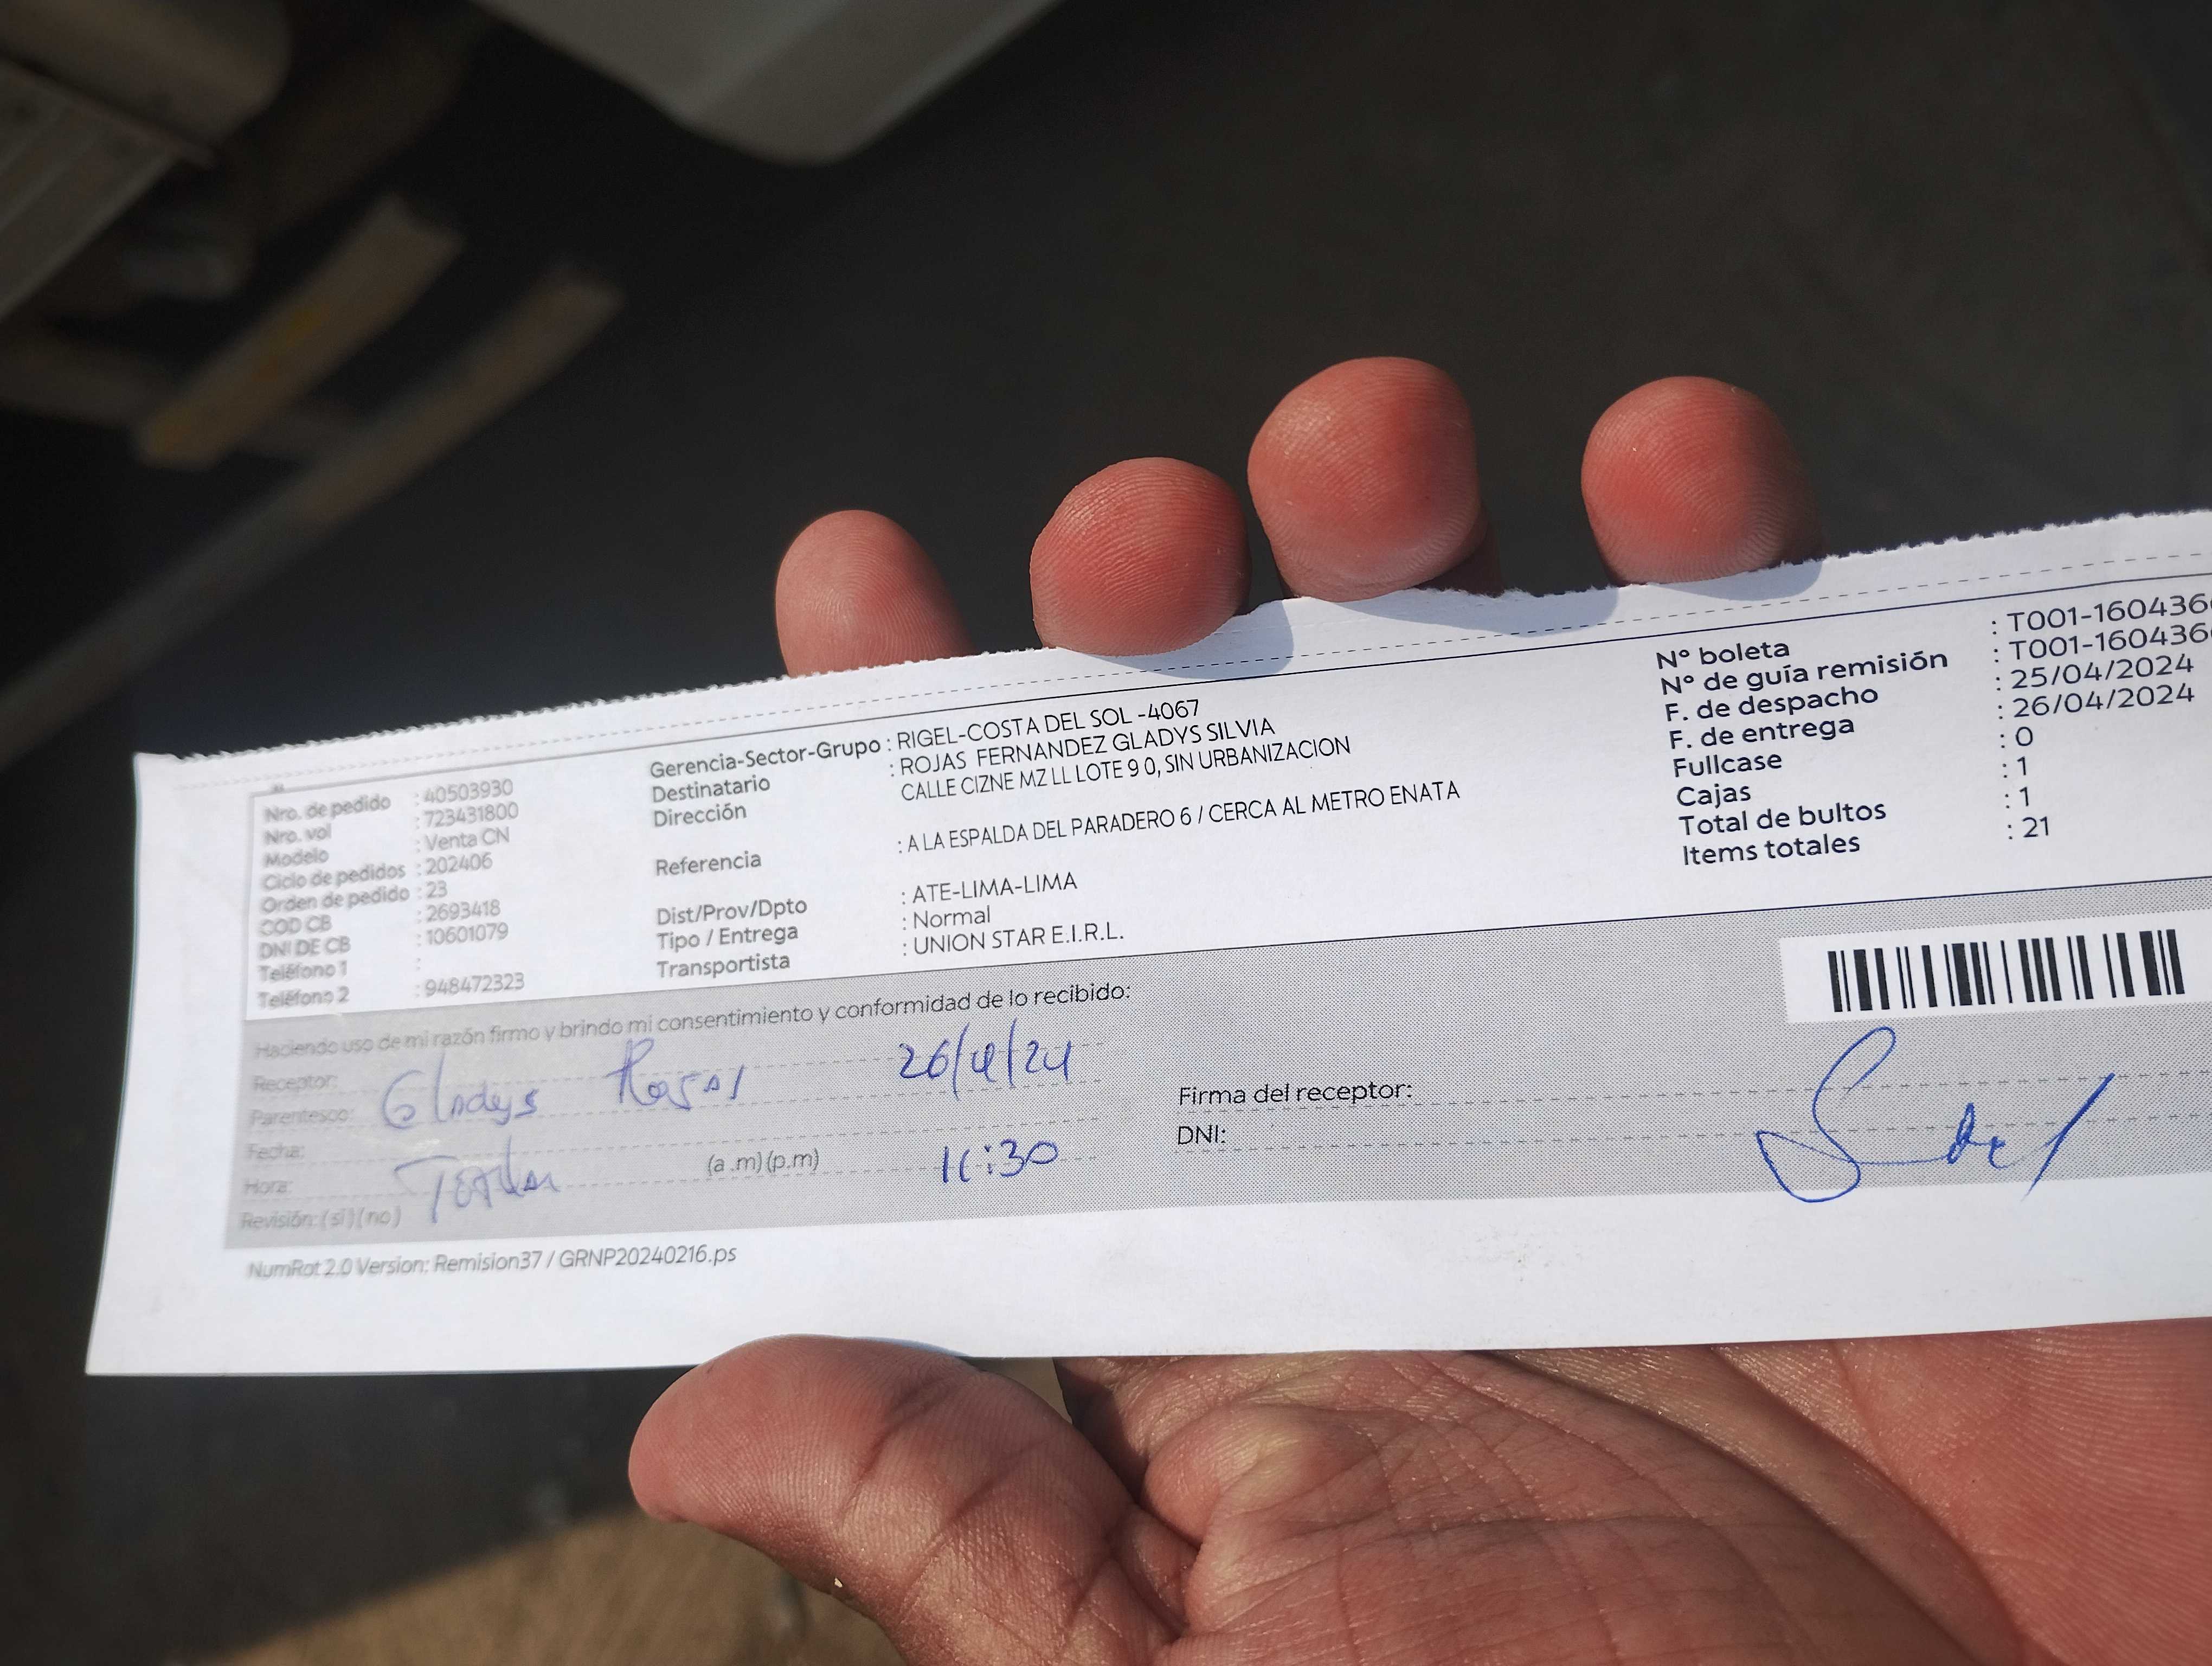 Nro. de pedido : 40503930
Nro. vol : 723431800
Modelo : Venta CN
Ciclo de pedidos : 202406
Orden de pedido : 23
COD CB : 2693418
DNI DE CB : 10601079
Teléfono 1 :
Teléfono 2 : 948472323
Gerencia-Sector-Grupo : RIGEL-COSTA DEL SOL -4067
Destinatario : ROJAS FERNANDEZ GLADYS SILVIA
Dirección CALLE CIZNE MZ LL LOTE 9 0, SIN URBANIZACION
Referencia : A LA ESPALDA DEL PARADERO 6 / CERCA AL METRO ENATA
Dist/Prov/Dpto : ATE-LIMA-LIMA
Tipo / Entrega : Normal
Transportista : UNION STAR E.I.R.L.
N° boleta : T001-160436
N° de guía remisión : T001-160436
F. de despacho : 25/04/2024
F. de entrega : 26/04/2024
Fullcase : 0
Cajas : 1
Total de bultos : 1
Items totales : 21
Haciendo uso de mi razón firmo y brindo mi consentimiento y conformidad de lo recibido:
Receptor:
Parentesco: Gladys Rojas 26/4/24
Fecha:
Hora: (a.m) (p.m) 11:30
Revisión: (si) (no)
Firma del receptor:
DNI:
NumRot 2.0 Version: Remision37 / GRNP20240216.ps